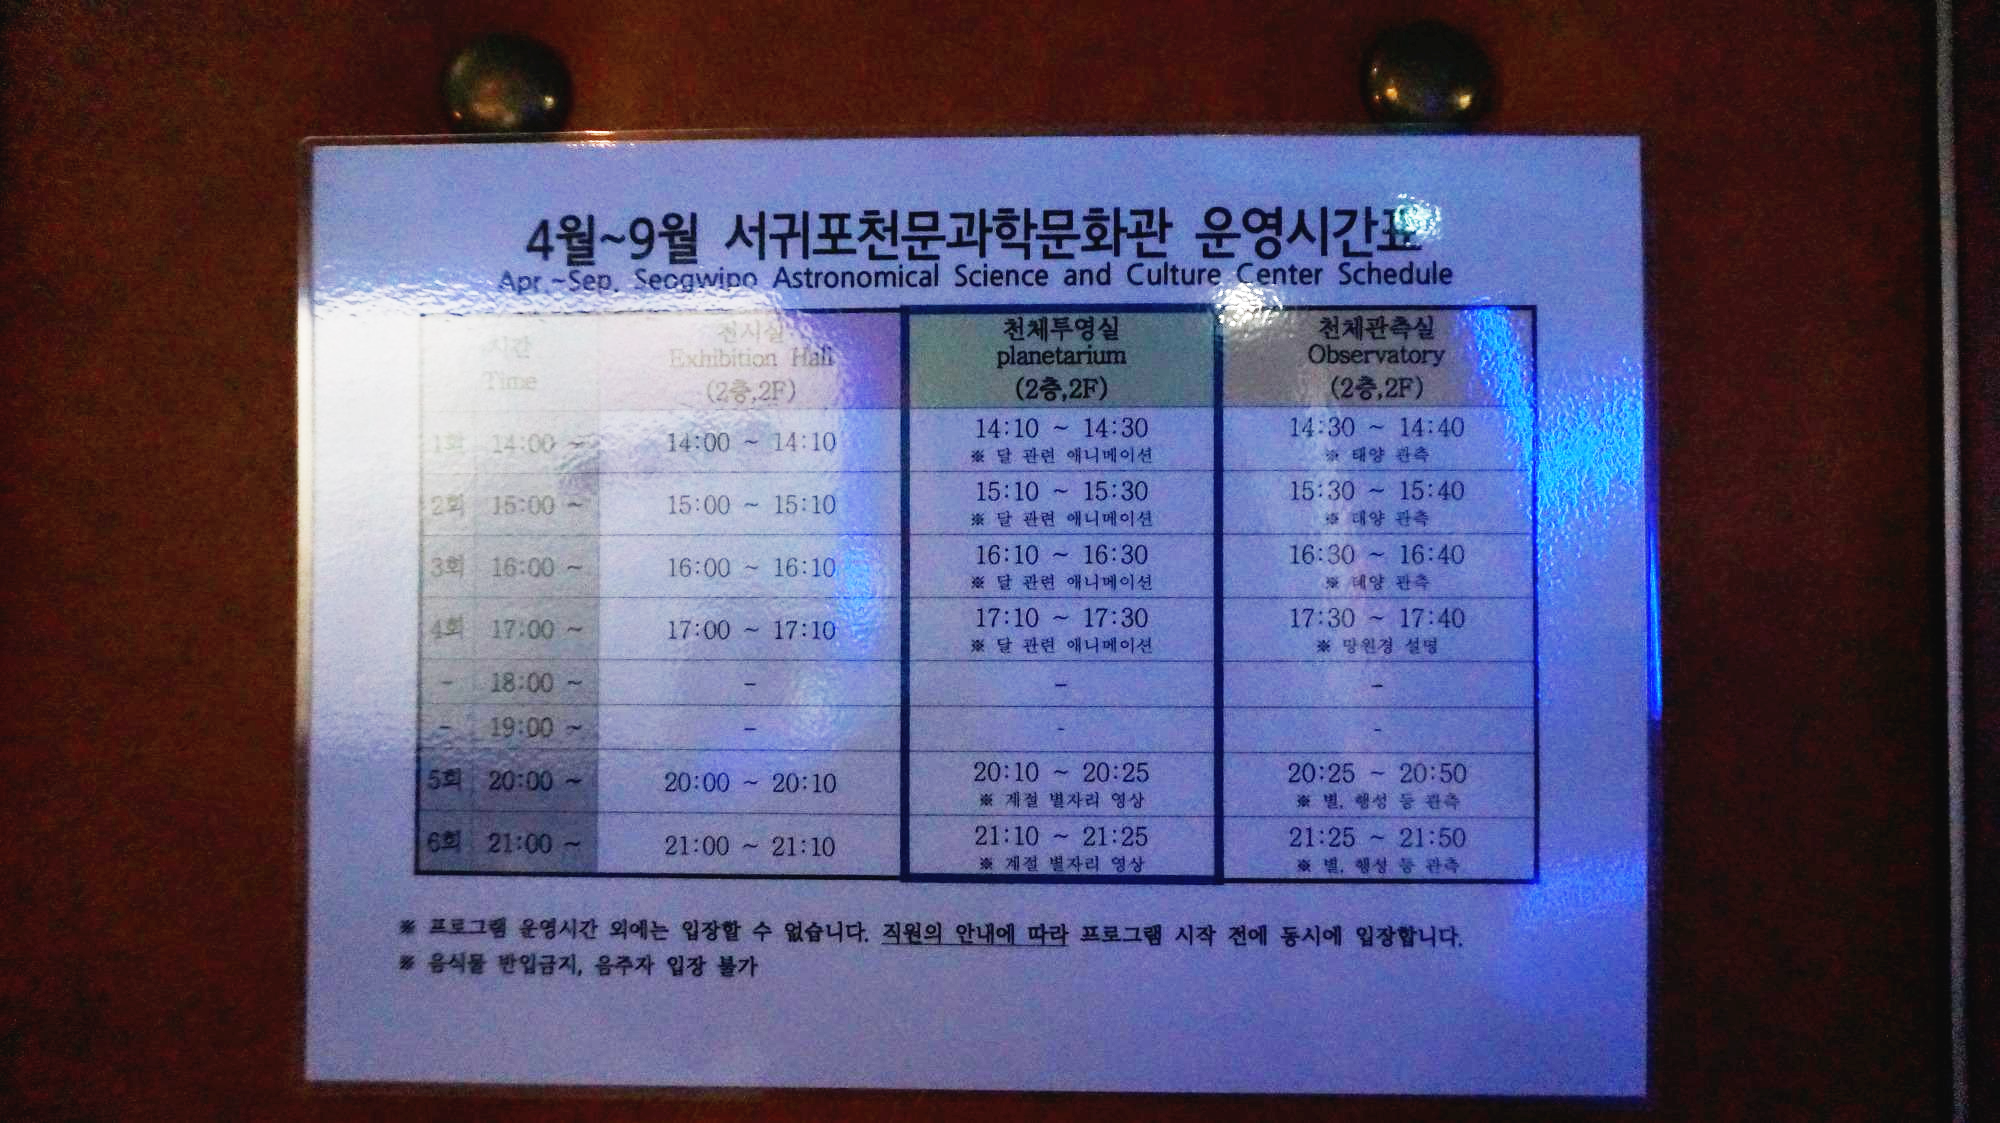 4월~9월 서귀포천문과학문화관 운영시간표
Apr.~Sep. Seogwipo Astronomical Science and Culture Center Schedule
시간
Time
전시실
Exhibition Hall
(2층,2F)
천체투영실
planetarium
(2층,2F)
천체관측실
Observatory
(2층,2F)
1회 14:00 ~ 14:00 ~ 14:10 14:10 ~ 14:30 14:30 ~ 14:40
※ 달 관련 애니메이션 ※ 태양 관측
2회 15:00 ~ 15:00 ~ 15:10 15:10 ~ 15:30 15:30 ~ 15:40
※ 달 관련 애니메이션 ※ 태양 관측
3회 16:00 ~ 16:00 ~ 16:10 16:10 ~ 16:30 16:30 ~ 16:40
※ 달 관련 애니메이션 ※ 태양 관측
4회 17:00 ~ 17:00 ~ 17:10 17:10 ~ 17:30 17:30 ~ 17:40
※ 달 관련 애니메이션 ※ 망원경 설명
- 18:00 ~ - - -
- 19:00 ~ - - -
5회 20:00 ~ 20:00 ~ 20:10 20:10 ~ 20:25 20:25 ~ 20:50
※ 계절 별자리 영상 ※ 별, 행성 등 관측
6회 21:00 ~ 21:00 ~ 21:10 21:10 ~ 21:25 21:25 ~ 21:50
※ 계절 별자리 영상 ※ 별, 행성 등 관측
※ 프로그램 운영시간 외에는 입장할 수 없습니다. 직원의 안내에 따라 프로그램 시작 전에 동시에 입장합니다.
※ 음식물 반입금지, 음주자 입장 불가